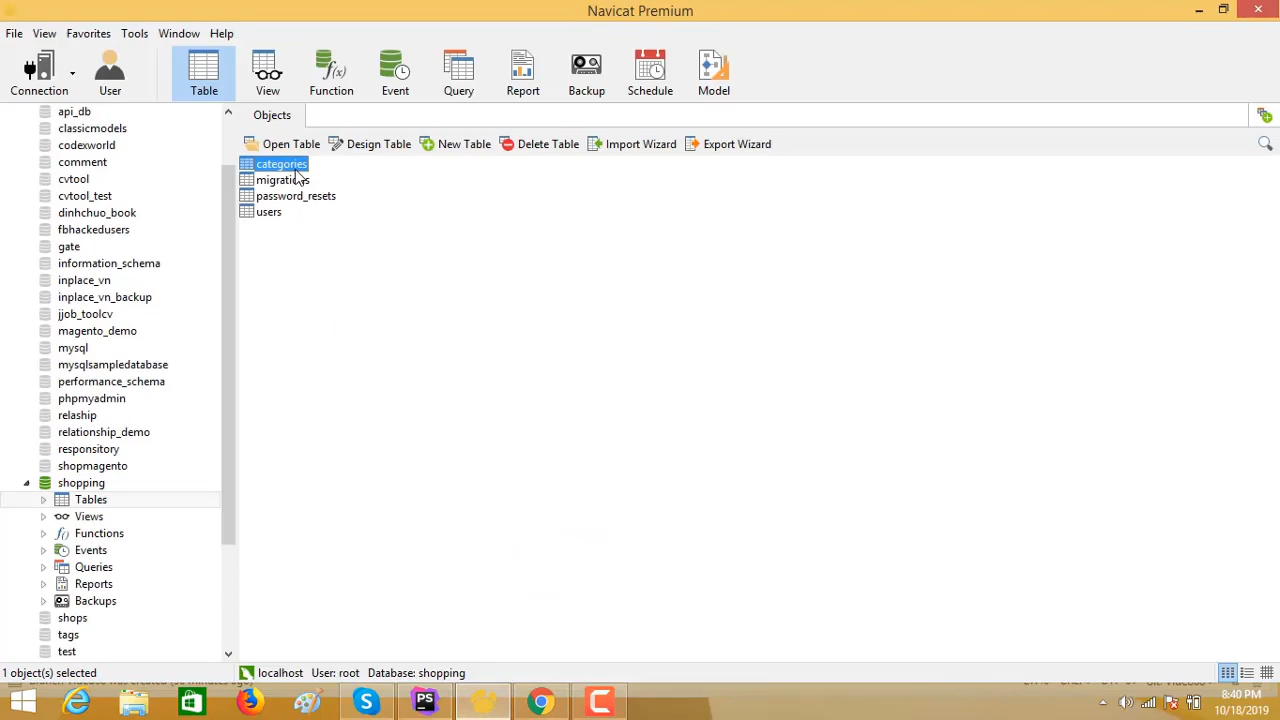 Navicat Premium
File View Favorites Tools Window Help
Connection User Table View Function Event Query Report Backup Schedule Model
Objects
Open Table Design Table New Table Delete Table Import Wizard Export Wizard
api_db
classicmodels
codexworld
comment
cvtool
cvtool_test
dinhchuo_book
fbhackedusers
gate
information_schema
inplace_vn
inplace_vn_backup
jjob_toolcv
magento_demo
mysql
mysqlsampledatabase
performance_schema
phpmyadmin
relaship
relationship_demo
responsitory
shopmagento
shopping
Tables
Views
Functions
Events
Queries
Reports
Backups
shops
tags
test
categories
migrations
password_resets
users
1 object(s) selected
localhost User: root Database: shopping
8:40 PM
10/18/2019